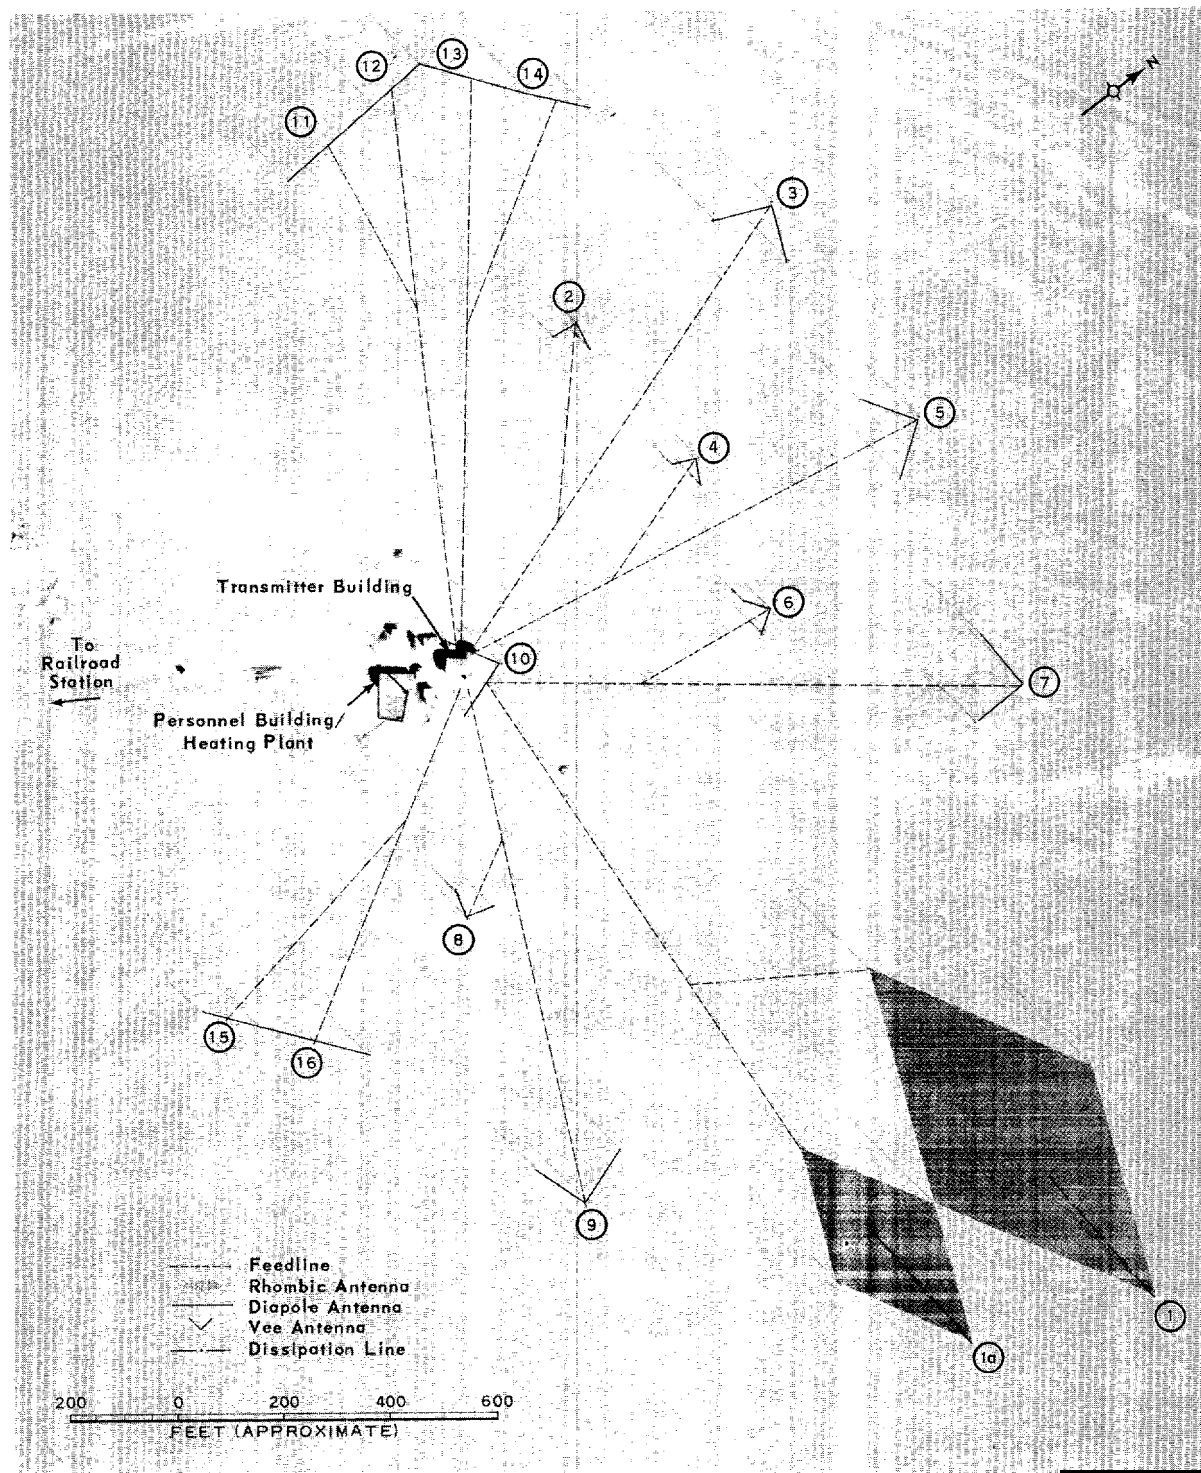 13
12
14
N
11
3
2
5
4
Transmitter Building
6
To
Railroad
Station
10
7
Personnel Building/
Heating Plant
8
15
16
9
Feedline
Rhombic Antenna
Diapole Antenna
Vee Antenna
Dissipation Line
1
1a
200 0 200 400 600
FEET (APPROXIMATE)